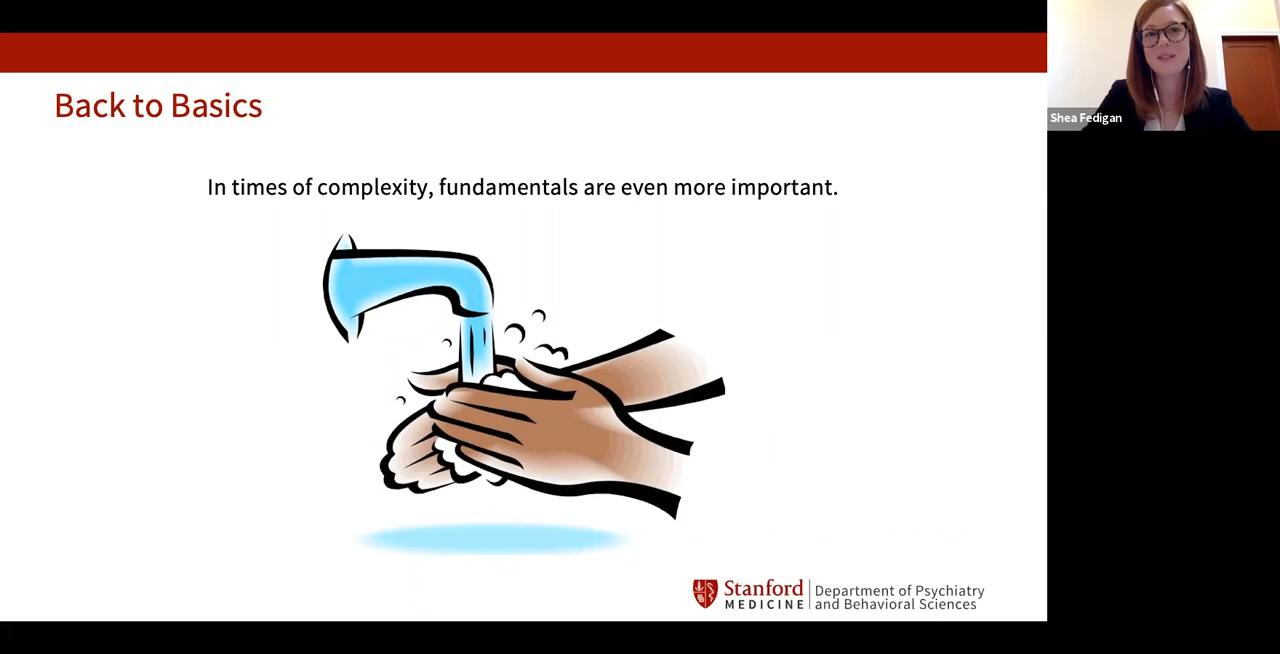 Back to Basics
In times of complexity, fundamentals are even more important.
Shea Fedigan
Stanford
MEDICINE
Department of Psychiatry
and Behavioral Sciences